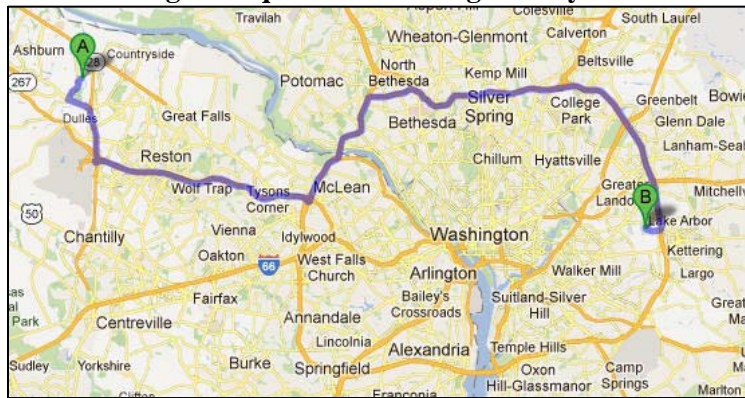 Travilah
Colesville
South Laurel
Ashburn
Countryside
A
28
267
Potomac
Wheaton-Glenmont
Calverton
North
Bethesda
Kemp Mill
Beltsville
Great Falls
Silver
Spring
College
Park
Greenbelt
Bowie
Dulles
Bethesda
Glenn Dale
Reston
Chillum
Hyattsville
Lanham-Seab
Wolf Trap
Tysons
Corner
McLean
Greater
Landover
Mitchellv
50
Vienna
Idylwood
Washington
B
Lake Arbor
Chantilly
Oakton
66
West Falls
Church
Arlington
Walker Mill
Kettering
Largo
Fairfax
Bailey's
Crossroads
Suitland-Silver
Hill
Centreville
Annandale
Park
Lincolnia
Alexandria
Temple Hills
Sudley
Yorkshire
Burke
Springfield
Oxon
Hill-Glassmanor
Camp
Springs
Marlton
Clifton
Franconia